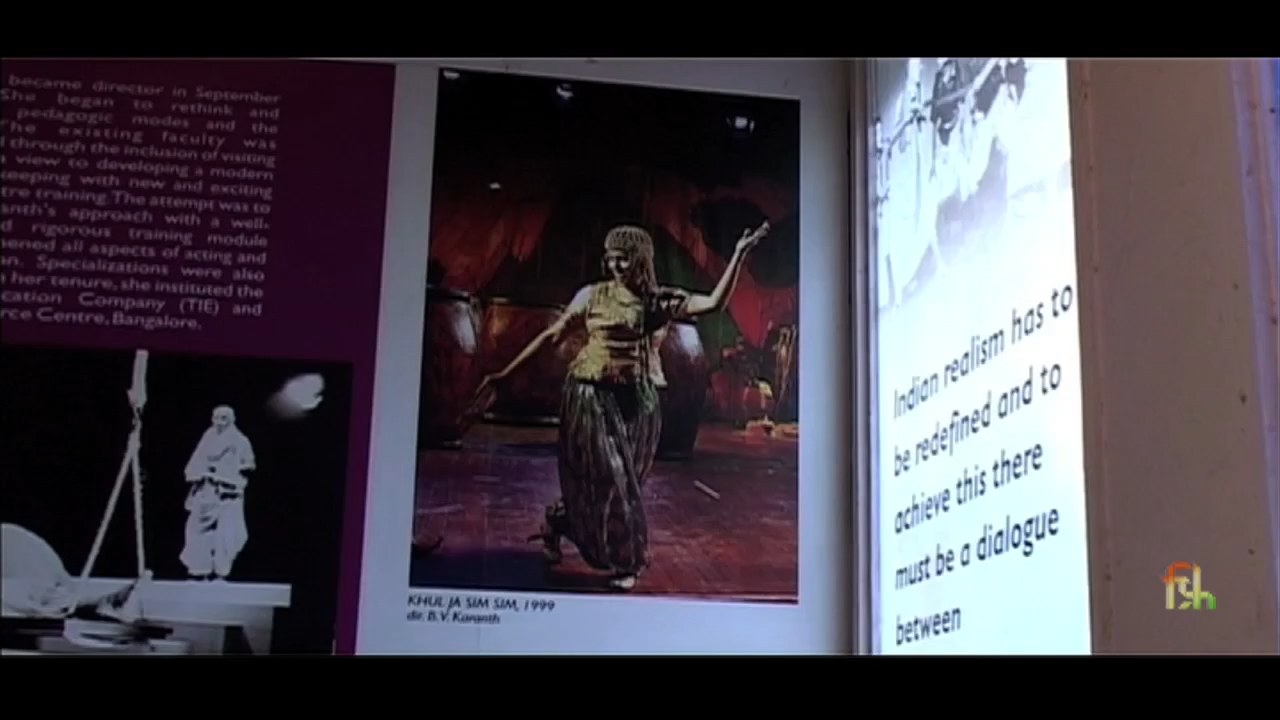 became director in September
She began to rethink and
pedagogic modes and the
The existing faculty was
through the inclusion of visiting
view to developing a modern
keeping with new and exciting
tre training. The attempt was to
anth's approach with a well-
d rigorous training module
ened all aspects of acting and
n. Specializations were also
her tenure, she instituted the
cation Company (TIE) and
rce Centre, Bangalore.
KHUL JA SIM SIM, 1999
dir. B.V. Karanth
Indian realism has to
be redefined and to
achieve this there
must be a dialogue
between